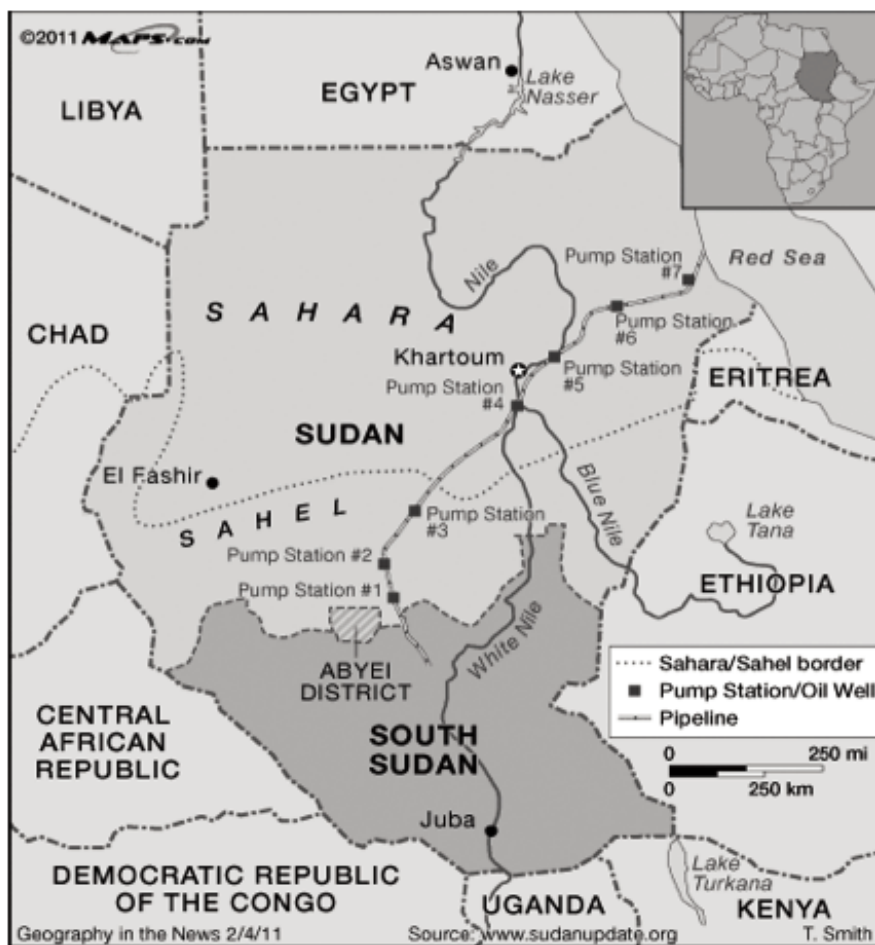 ©2011 MAPS.COM
Aswan
Lake
Nasser
LIBYA
EGYPT
Red Sea
Nile
Pump Station
#7
SAHARA
Pump Station
#6
CHAD
Khartoum
Pump Station
#5
Pump Station
#4
ERITREA
SUDAN
El Fashir
SAHEL
Blue Nile
Lake
Tana
Pump Station
#3
Pump Station #2
Pump Station #1
ETHIOPIA
White Nile
ABYEI
DISTRICT
Sahara/Sahel border
Pump Station/Oil Well
Pipeline
0 250 mi
0 250 km
CENTRAL
AFRICAN
REPUBLIC
SOUTH
SUDAN
Juba
DEMOCRATIC REPUBLIC
OF THE CONGO
Lake
Turkana
UGANDA
KENYA
Geography in the News 2/4/11
Source: www.sudanupdate.org
T. Smith